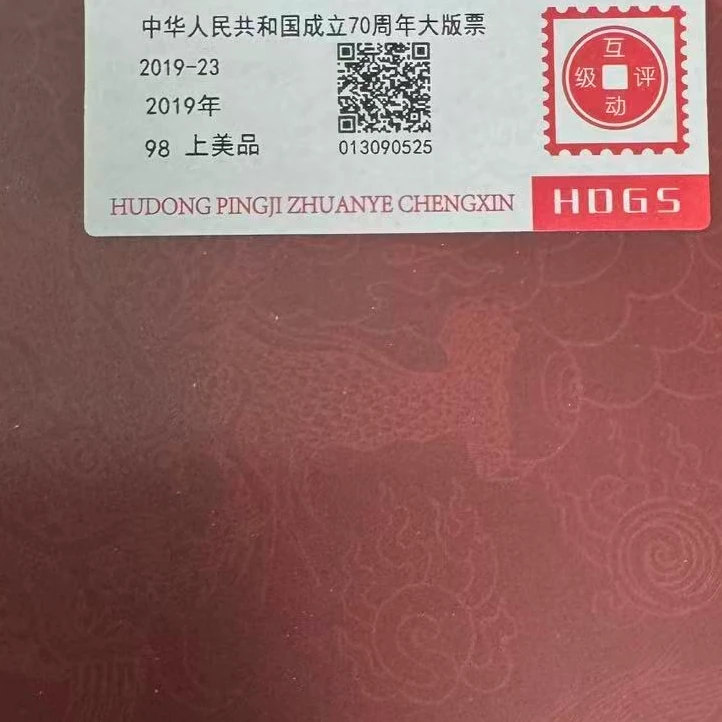 中华人民共和国成立70周年大版票
2019-23
2019年
98 上美品
013090525
互动评级
HUDONG PINGJI ZHUANYE CHENGXIN
HDGS